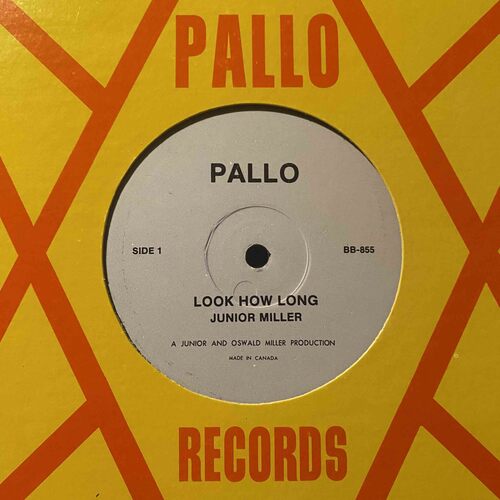 PALLO
PALLO
SIDE 1
BB-855
LOOK HOW LONG
JUNIOR MILLER
A JUNIOR AND OSWALD MILLER PRODUCTION
MADE IN CANADA
RECORDS